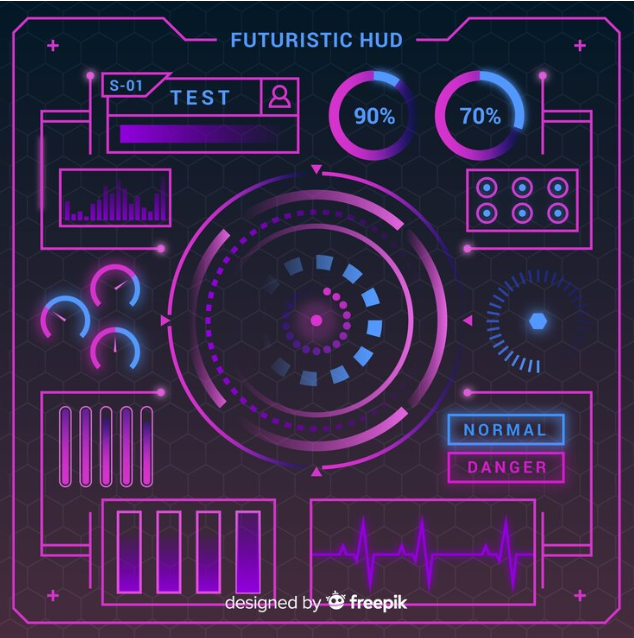 FUTURISTIC HUD
S-01
TEST
90%
70%
NORMAL
DANGER
designed by freepik